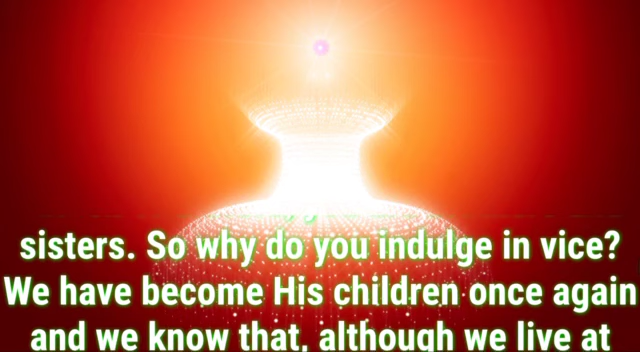 sisters. So why do you indulge in vice?
We have become His children once again
and we know that, although we live at